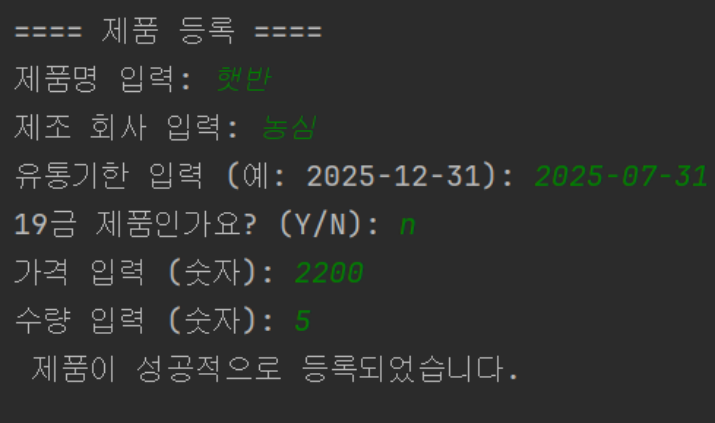 ==== 제품 등록 ====
제품명 입력: 햇반
제조 회사 입력: 농심
유통기한 입력 (예: 2025-12-31): 2025-07-31
19금 제품인가요? (Y/N): n
가격 입력 (숫자): 2200
수량 입력 (숫자): 5
제품이 성공적으로 등록되었습니다.